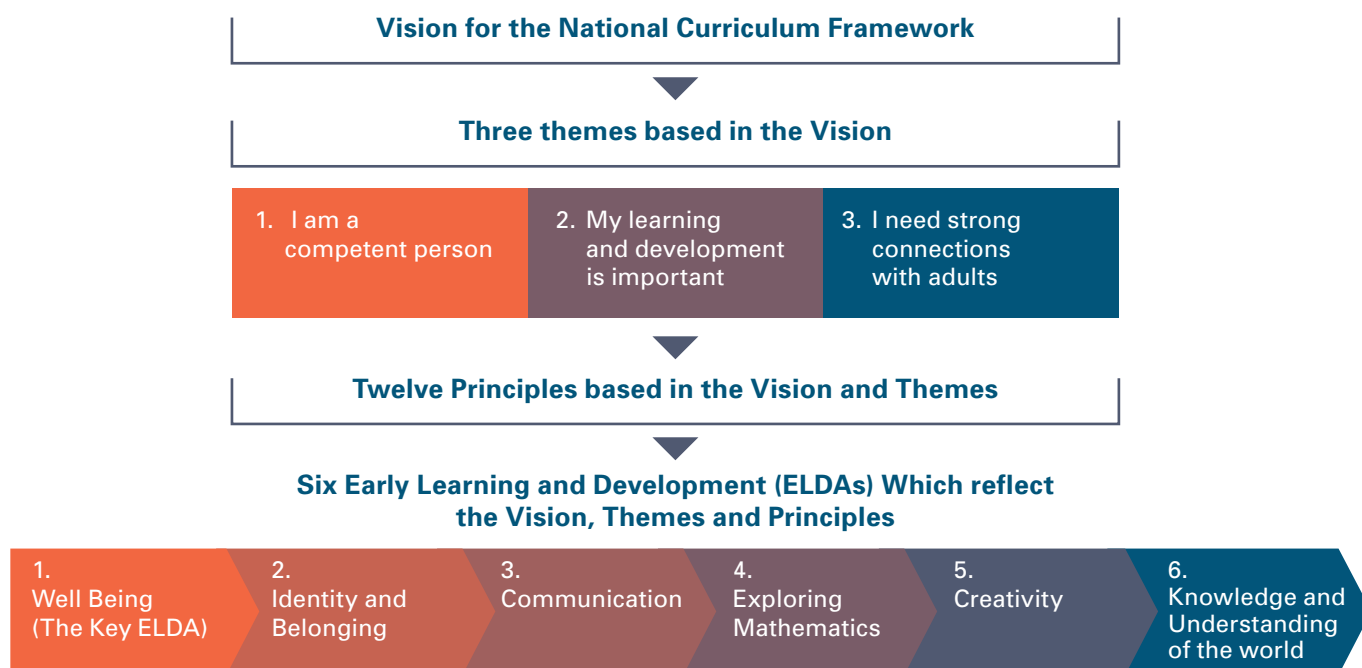 Vision for the National Curriculum Framework
Three themes based in the Vision
1. I am a
competent person
2. My learning
and development
is important
3. I need strong
connections
with adults
Twelve Principles based in the Vision and Themes
Six Early Learning and Development (ELDAs) Which reflect
the Vision, Themes and Principles
1.
Well Being
(The Key ELDA)
2.
Identity and
Belonging
3.
Communication
4.
Exploring
Mathematics
5.
Creativity
6.
Knowledge and
Understanding
of the world